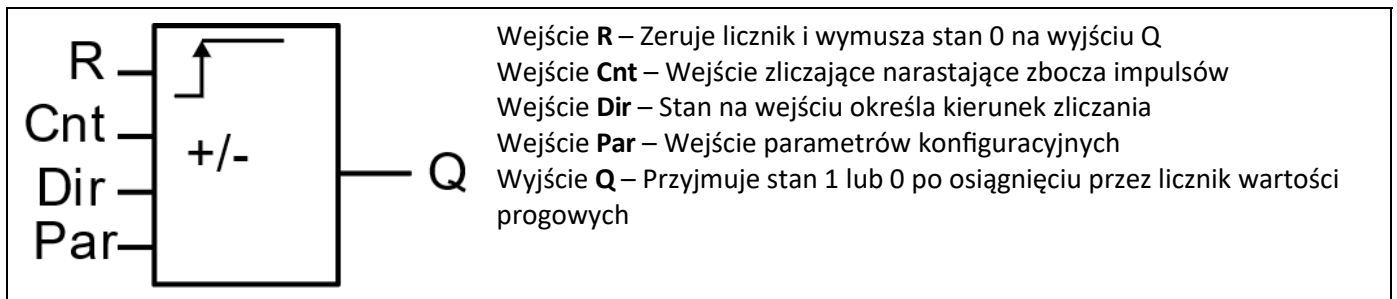 R
Cnt
Dir
Par
+/-
Q
Wejście R – Zeruje licznik i wymusza stan 0 na wyjściu Q
Wejście Cnt – Wejście zliczające narastające zbocza impulsów
Wejście Dir – Stan na wejściu określa kierunek zliczania
Wejście Par – Wejście parametrów konfiguracyjnych
Wyjście Q – Przyjmuje stan 1 lub 0 po osiągnięciu przez licznik wartości
progowych